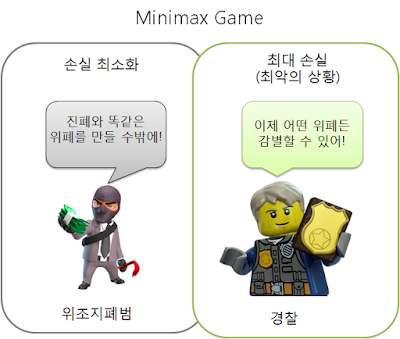 Minimax Game
손실 최소화
진폐와 똑같은
위폐를 만들 수밖에!
위조지폐범
최대 손실
(최악의 상황)
이제 어떤 위폐든
감별할 수 있어!
경찰